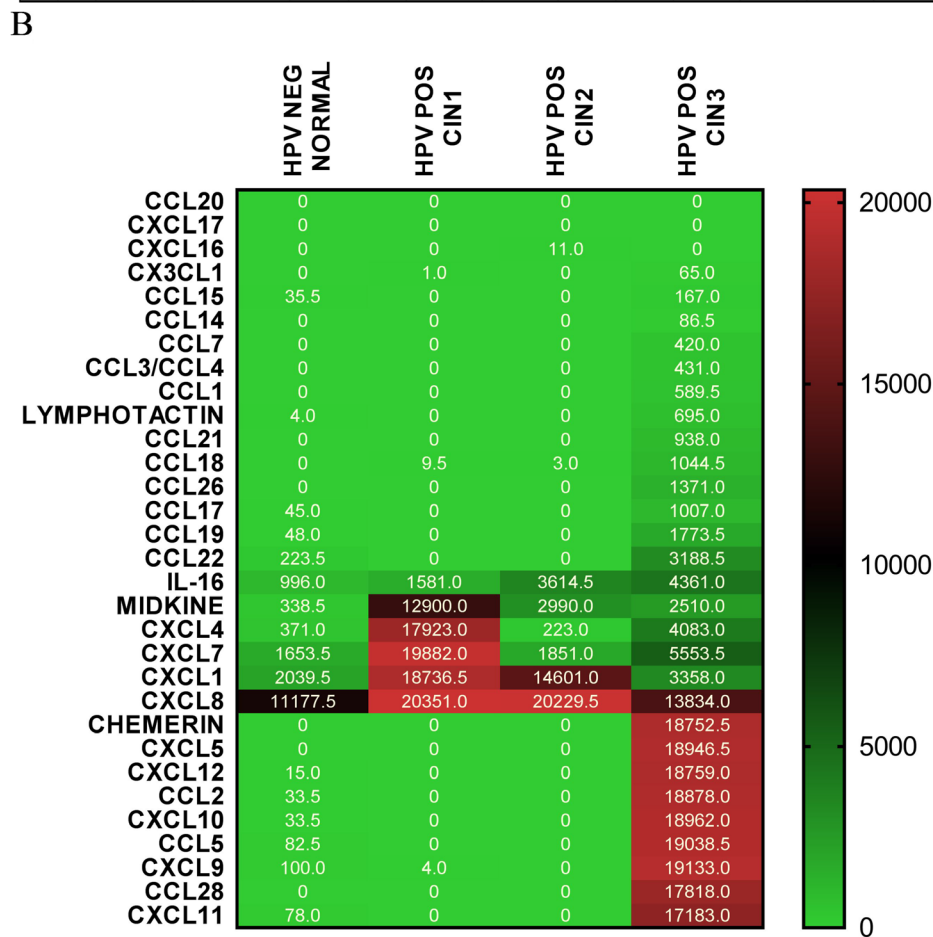 B
HPV NEG NORMAL
HPV POS CIN1
HPV POS CIN2
HPV POS CIN3
CCL20 0 0 0 0
CXCL17 0 0 0 0
CXCL16 0 0 11.0 0
CX3CL1 0 1.0 0 65.0
CCL15 35.5 0 0 167.0
CCL14 0 0 0 86.5
CCL7 0 0 0 420.0
CCL3/CCL4 0 0 0 431.0
CCL1 0 0 0 589.5
LYMPHOTACTIN 4.0 0 0 695.0
CCL21 0 0 0 938.0
CCL18 0 9.5 3.0 1044.5
CCL26 0 0 0 1371.0
CCL17 45.0 0 0 1007.0
CCL19 48.0 0 0 1773.5
CCL22 223.5 0 0 3188.5
IL-16 996.0 1581.0 3614.5 4361.0
MIDKINE 338.5 12900.0 2990.0 2510.0
CXCL4 371.0 17923.0 223.0 4083.0
CXCL7 1653.5 19882.0 1851.0 5553.5
CXCL1 2039.5 18736.5 14601.0 3358.0
CXCL8 11177.5 20351.0 20229.5 13834.0
CHEMERIN 0 0 0 18752.5
CXCL5 0 0 0 18946.5
CXCL12 15.0 0 0 18759.0
CCL2 33.5 0 0 18878.0
CXCL10 33.5 0 0 18962.0
CCL5 82.5 0 0 19038.5
CXCL9 100.0 4.0 0 19133.0
CCL28 0 0 0 17818.0
CXCL11 78.0 0 0 17183.0
20000
15000
10000
5000
0